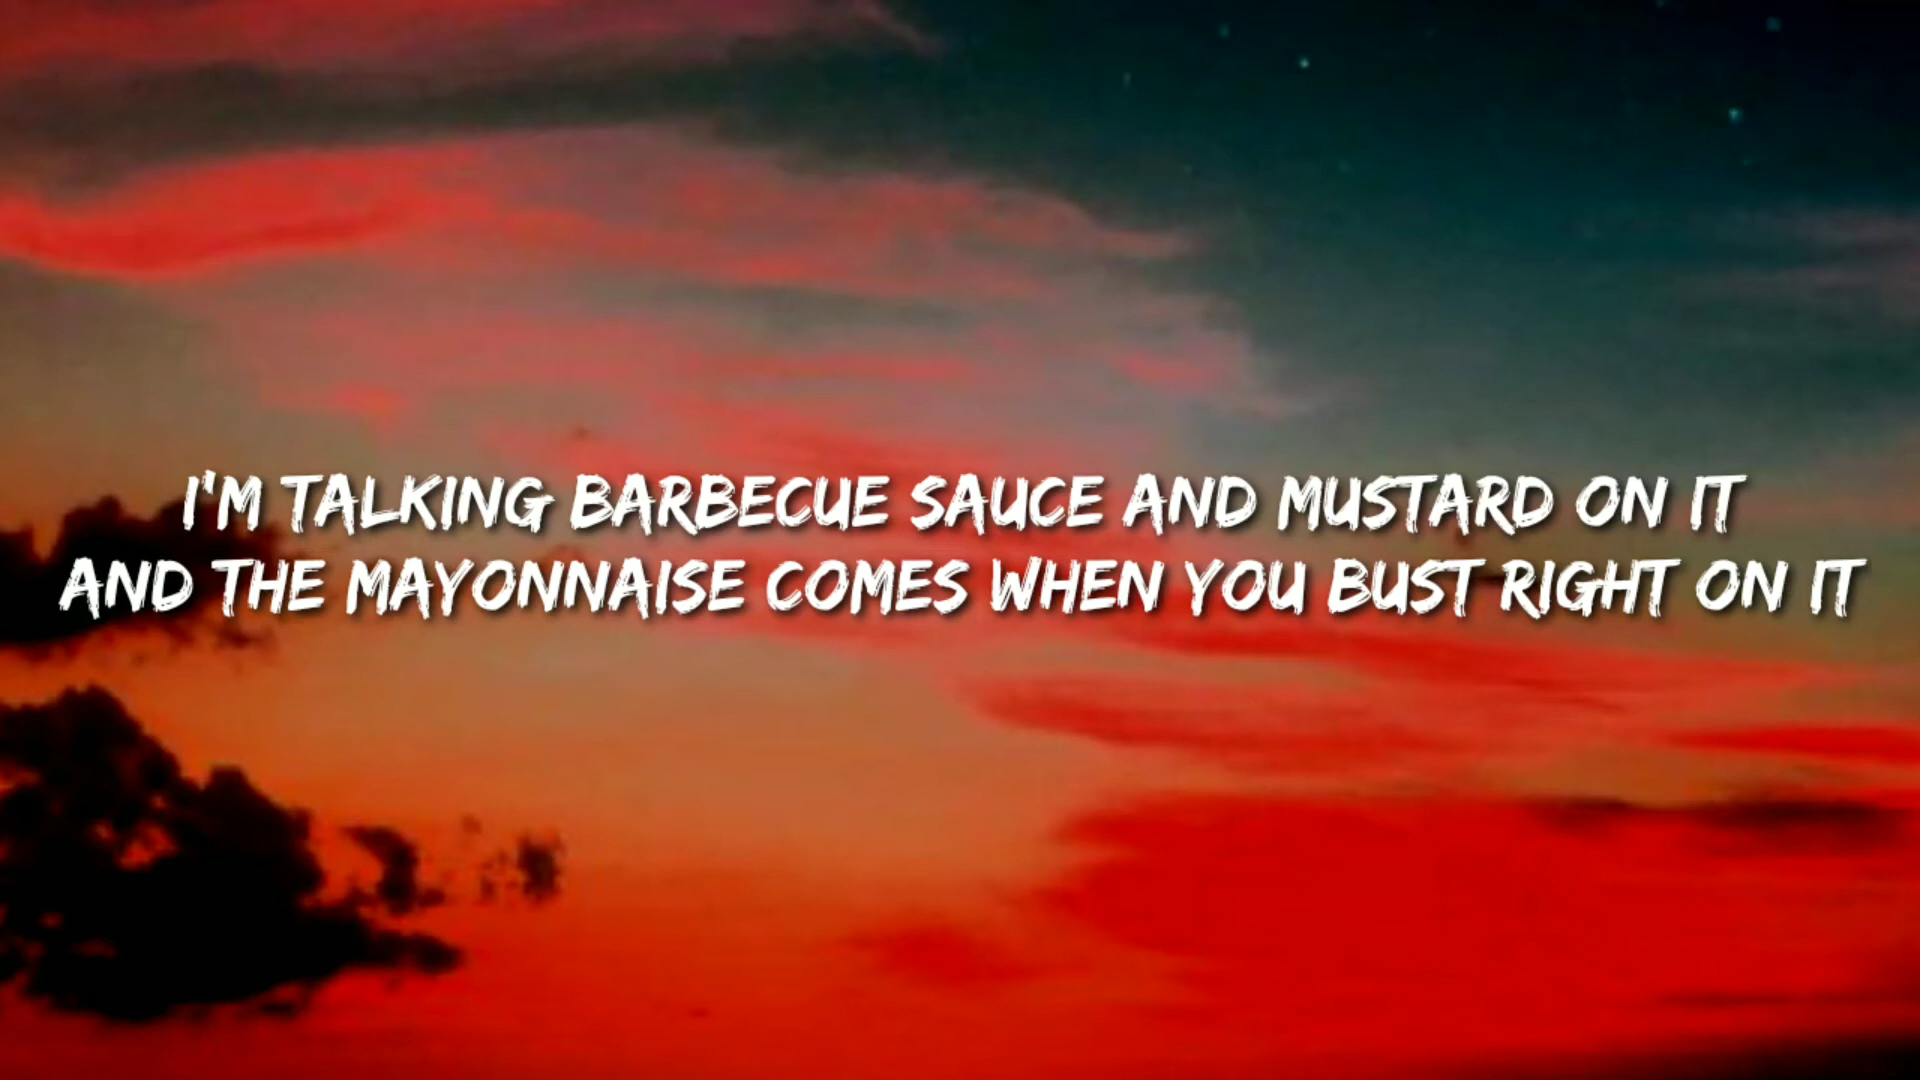 I'M TALKING BARBECUE SAUCE AND MUSTARD ON IT
AND THE MAYONNAISE COMES WHEN YOU BUST RIGHT ON IT